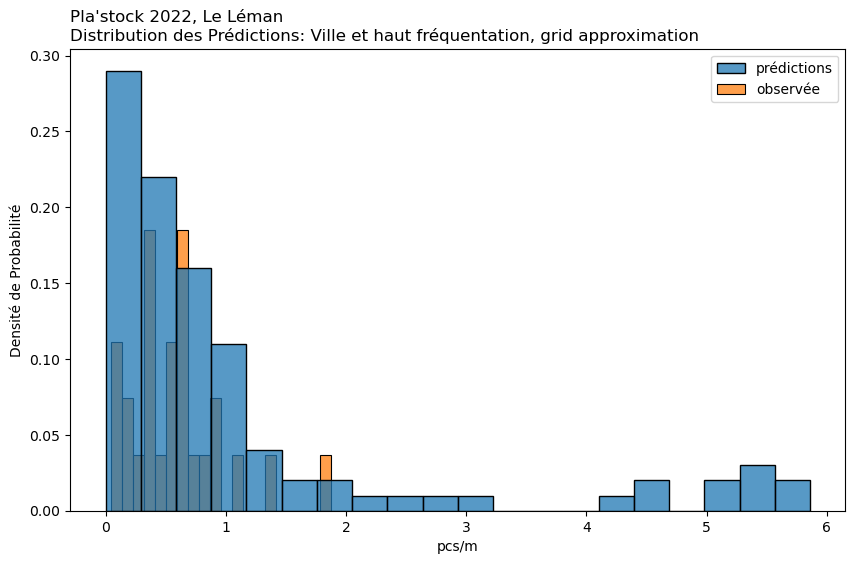 Pla'stock 2022, Le Léman
Distribution des Prédictions: Ville et haut fréquentation, grid approximation
prédictions
observée
Densité de Probabilité
0.30
0.25
0.20
0.15
0.10
0.05
0.00
0 1 2 3 4 5 6
pcs/m